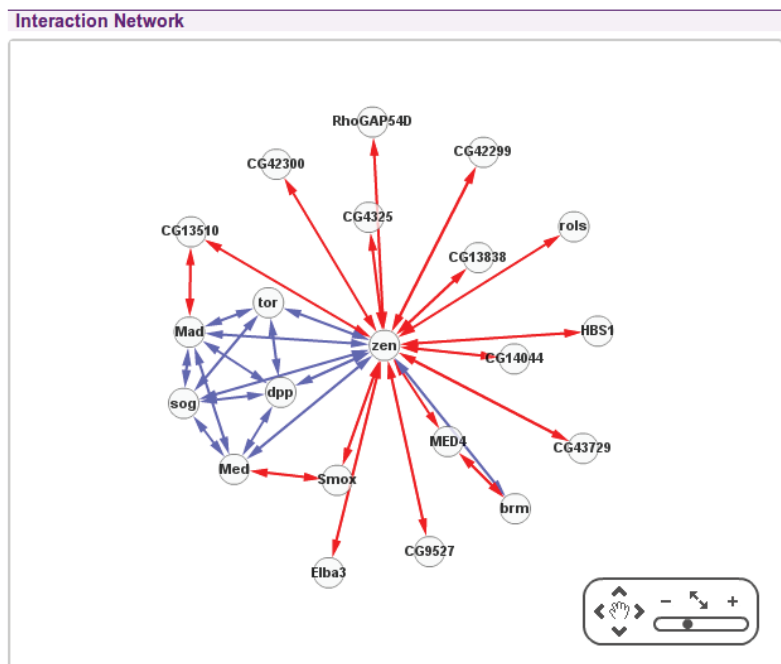 Interaction Network
RhoGAP54D
CG42299
CG42300
CG4325
rols
CG13510
CG13838
tor
Mad
zen
HBS1
CG14044
dpp
sog
MED4
CG43729
Med
Smox
brm
CG9527
Elba3
− +